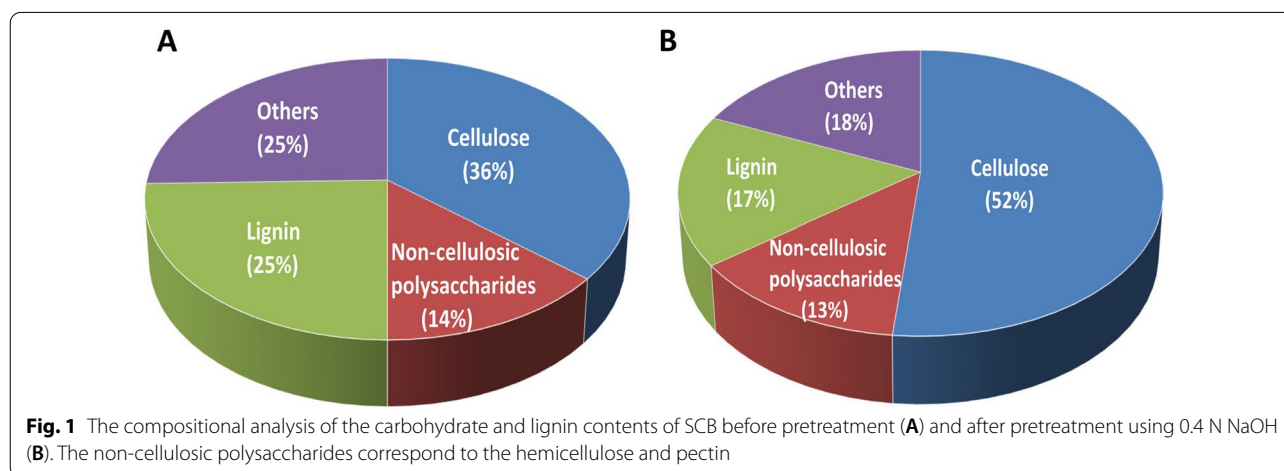 A
Others
(25%)
Cellulose
(36%)
Lignin
(25%)
Non-cellulosic
polysaccharides
(14%)
B
Others
(18%)
Cellulose
(52%)
Lignin
(17%)
Non-cellulosic
polysaccharides
(13%)
Fig. 1 The compositional analysis of the carbohydrate and lignin contents of SCB before pretreatment (A) and after pretreatment using 0.4 N NaOH
(B). The non-cellulosic polysaccharides correspond to the hemicellulose and pectin